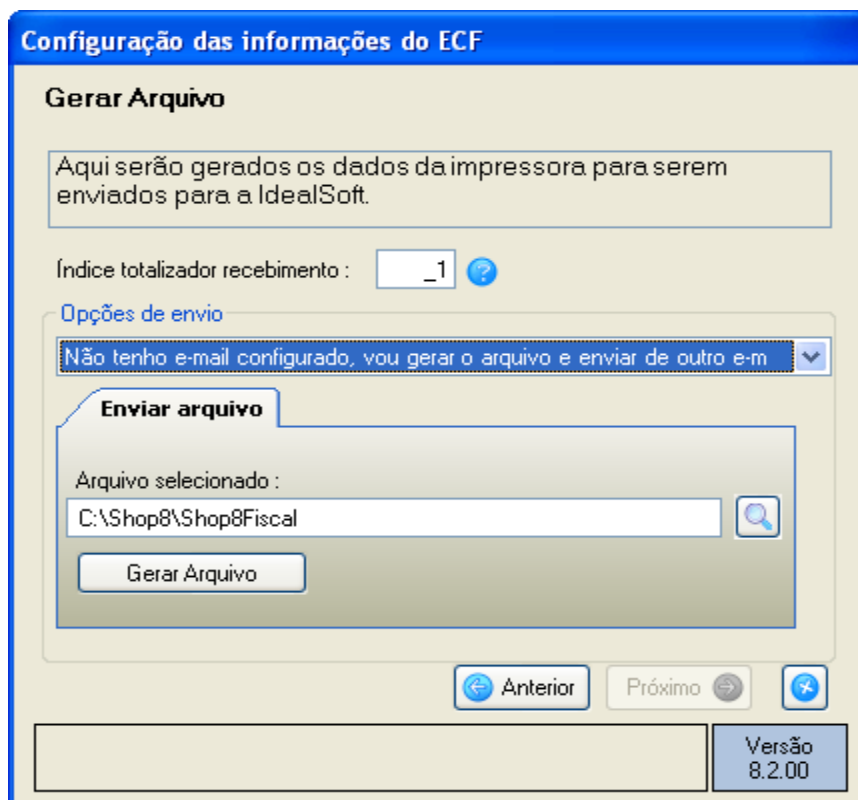 Configuração das informações do ECF
Gerar Arquivo
Aqui serão gerados os dados da impressora para serem
enviados para a IdealSoft.
Índice totalizador recebimento : _1 ?
Opções de envio
Não tenho e-mail configurado, vou gerar o arquivo e enviar de outro e-m
Enviar arquivo
Arquivo selecionado :
C:\Shop8\Shop8Fiscal
Gerar Arquivo
Anterior Próximo
Versão
8.2.00